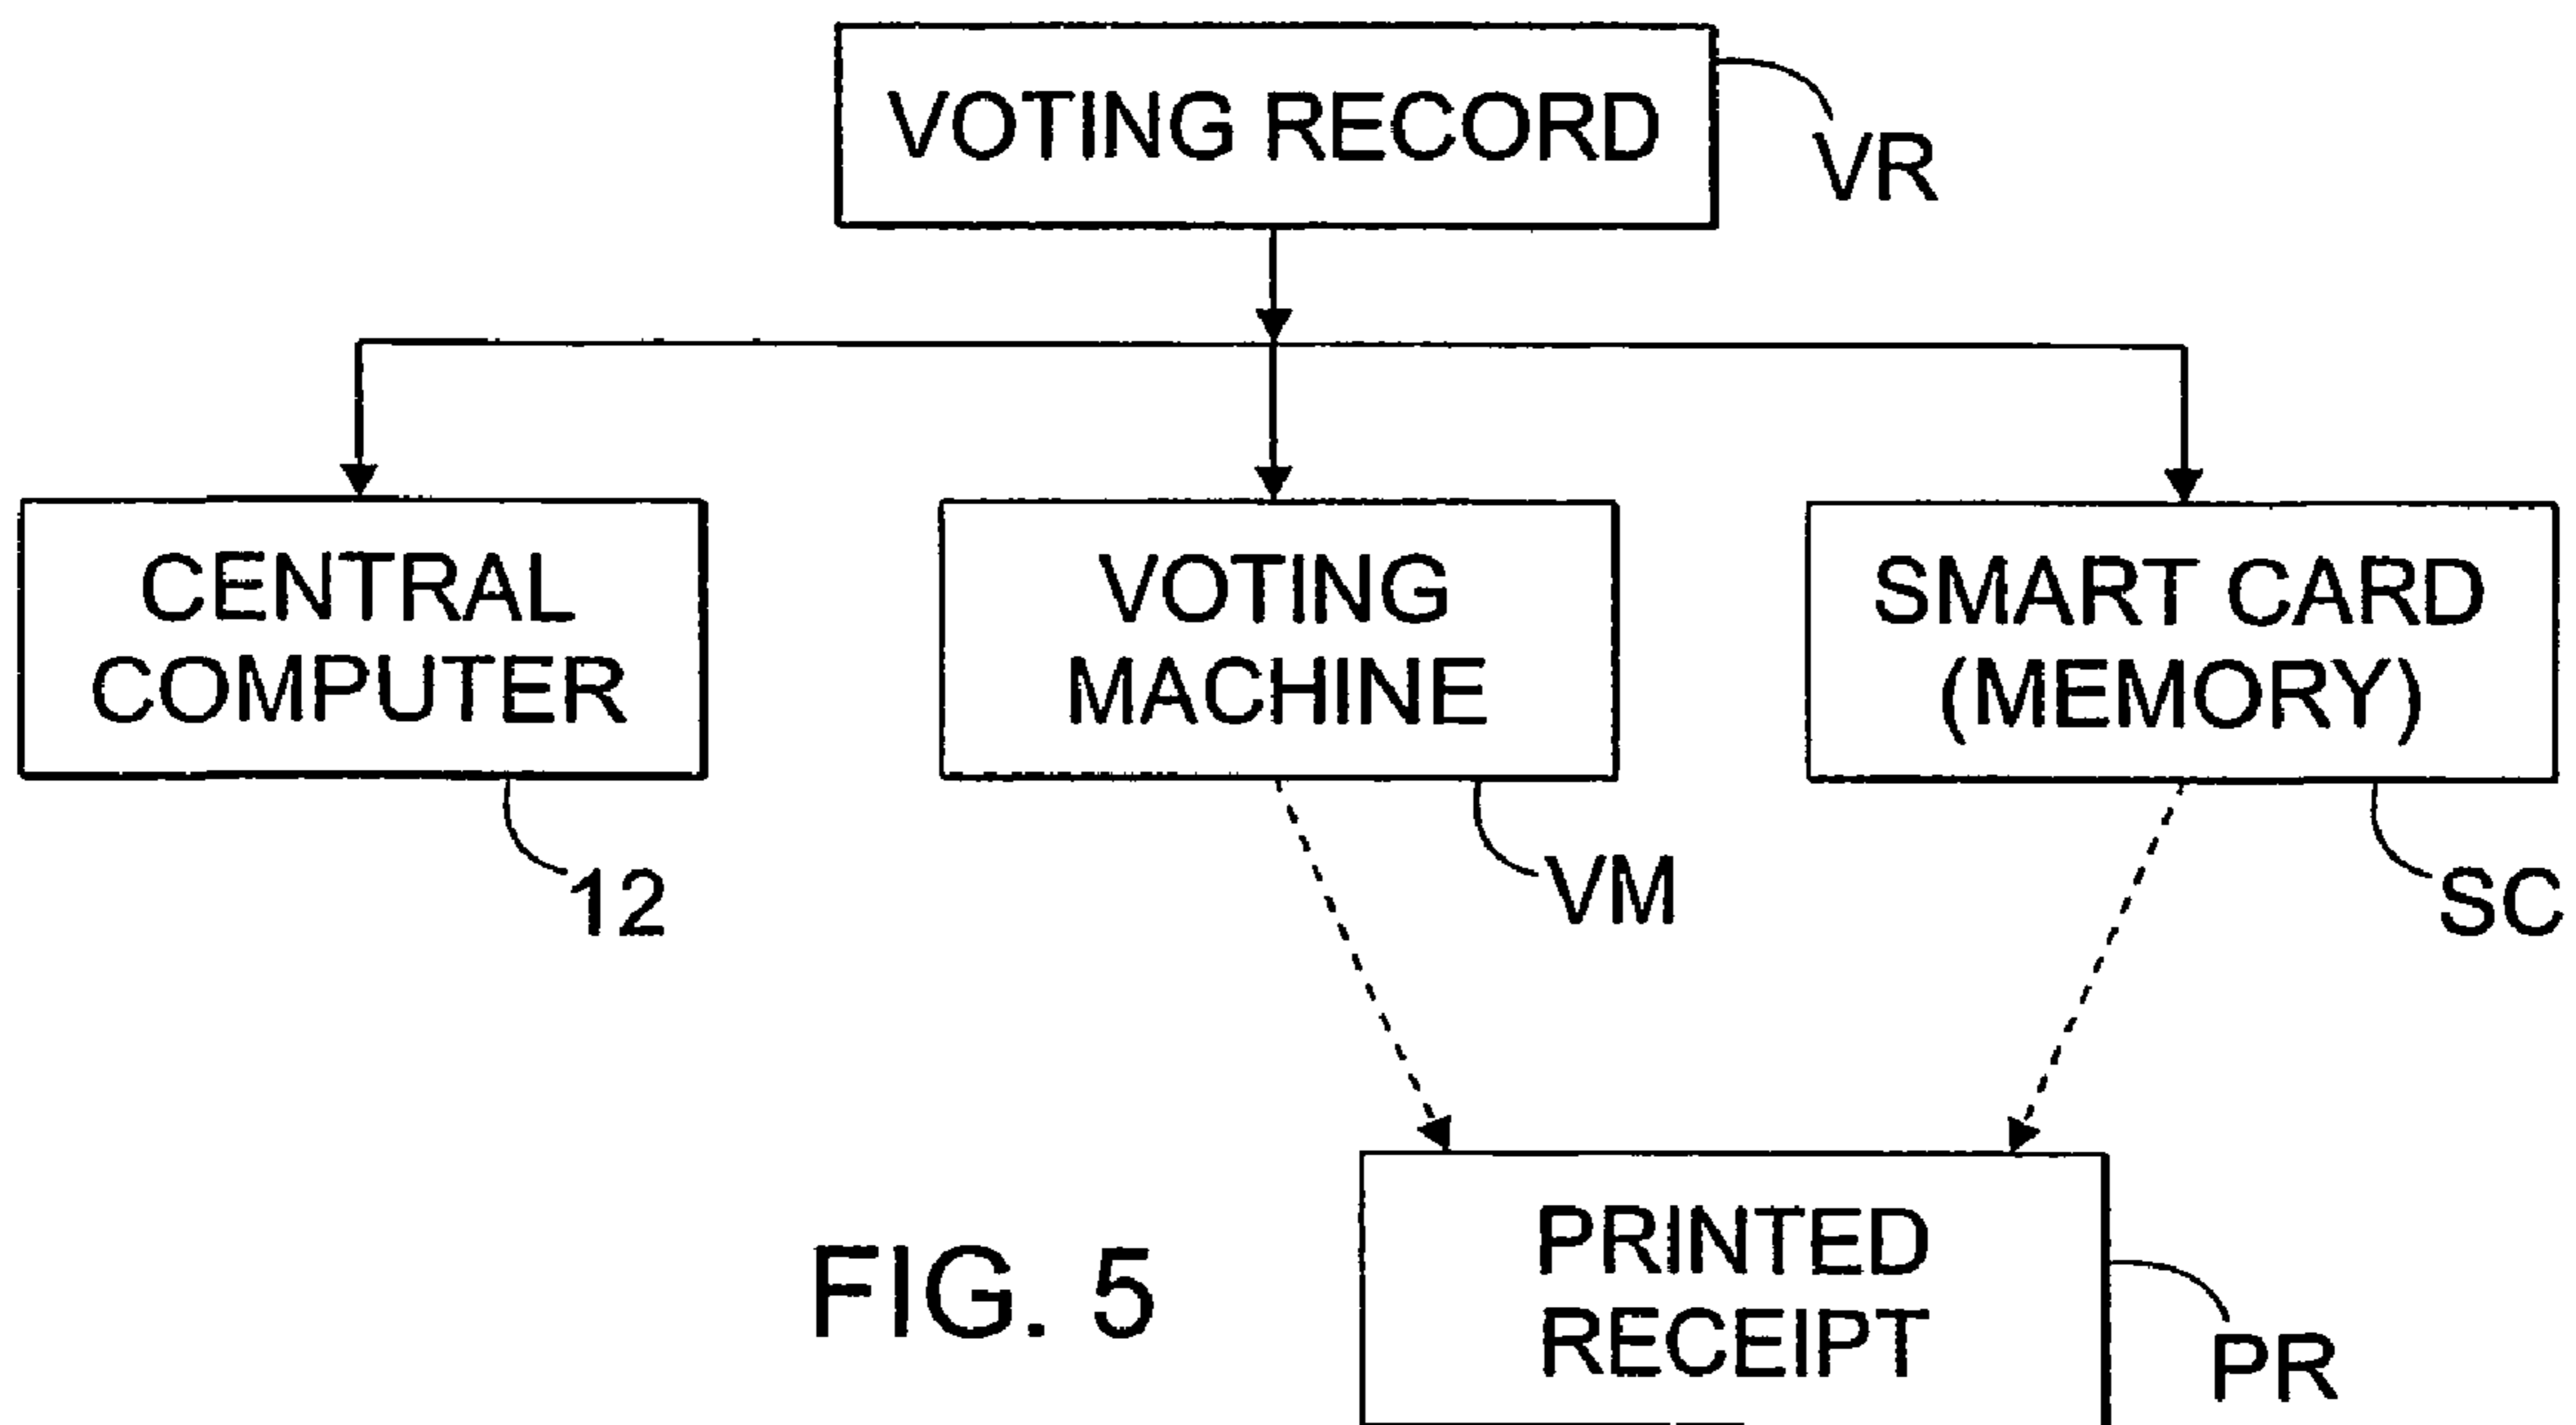 VOTING RECORD
VR
CENTRAL
COMPUTER
12
VOTING
MACHINE
VM
SMART CARD
(MEMORY)
SC
PRINTED
RECEIPT
PR
FIG. 5